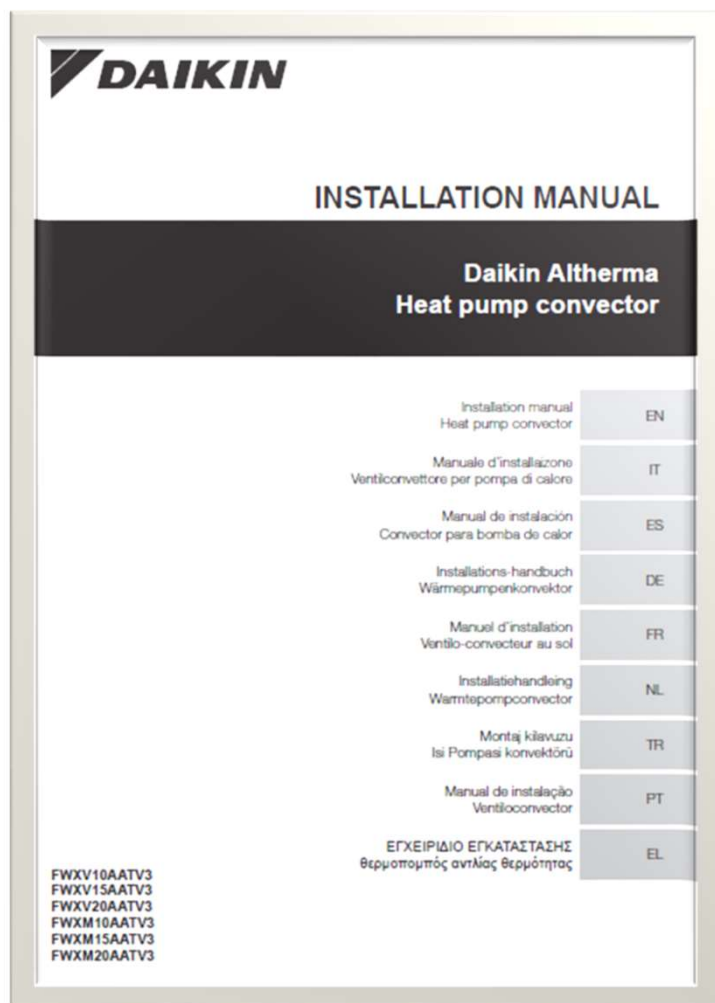 DAIKIN
INSTALLATION MANUAL
Daikin Altherma
Heat pump convector
Installation manual
Heat pump convector
EN
Manuale d'installaizone
Ventilconvettore per pompa di calore
IT
Manual de instalación
Convector para bomba de calor
ES
Installations-handbuch
Wärmepumpenkonvektor
DE
Manuel d'installation
Ventilo-convecteur au sol
FR
Installatiehandleing
Warmtepompconvector
NL
Montaj kilavuzu
Isi Pompasi konvektörü
TR
Manual de instalação
Ventiloconvector
PT
ΕΓΧΕΙΡΙΔΙΟ ΕΓΚΑΤΑΣΤΑΣΗΣ
θερμοπομπός αντλίας θερμότητας
EL
FWXV10AATV3
FWXV15AATV3
FWXV20AATV3
FWXM10AATV3
FWXM15AATV3
FWXM20AATV3